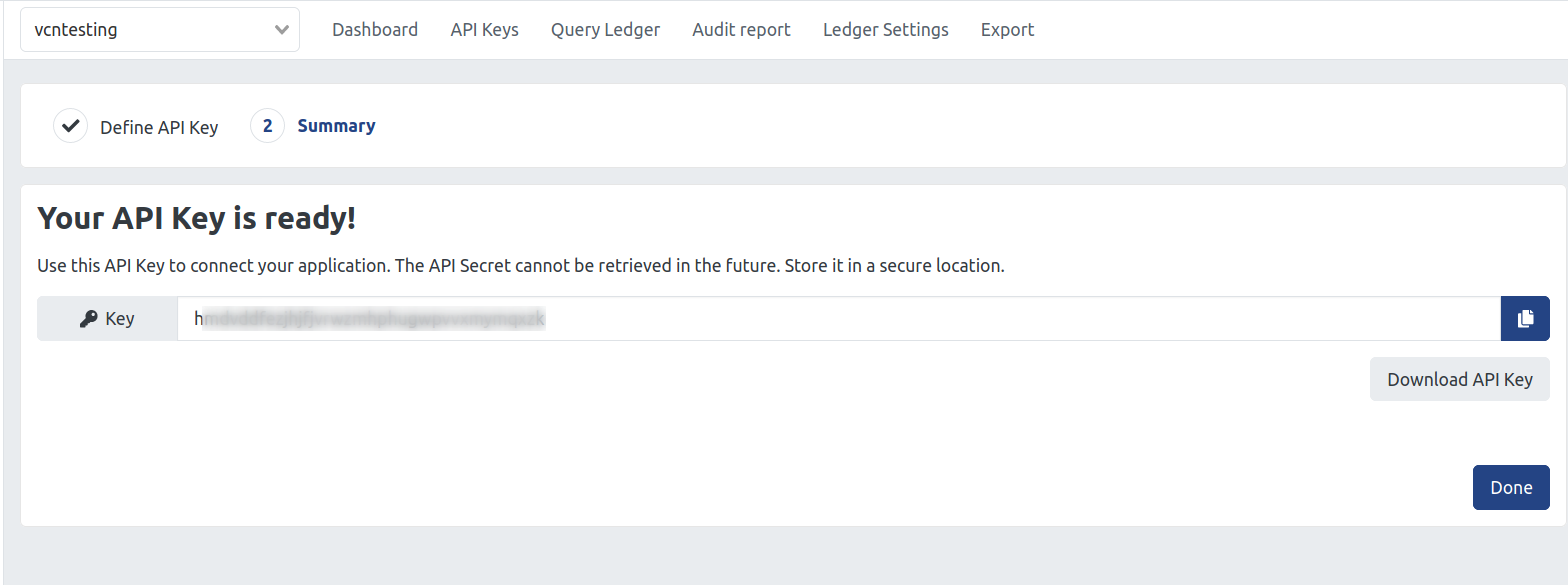 vcntesting Dashboard API Keys Query Ledger Audit report Ledger Settings Export
Define API Key 2 Summary
Your API Key is ready!
Use this API Key to connect your application. The API Secret cannot be retrieved in the future. Store it in a secure location.
Key
Download API Key
Done